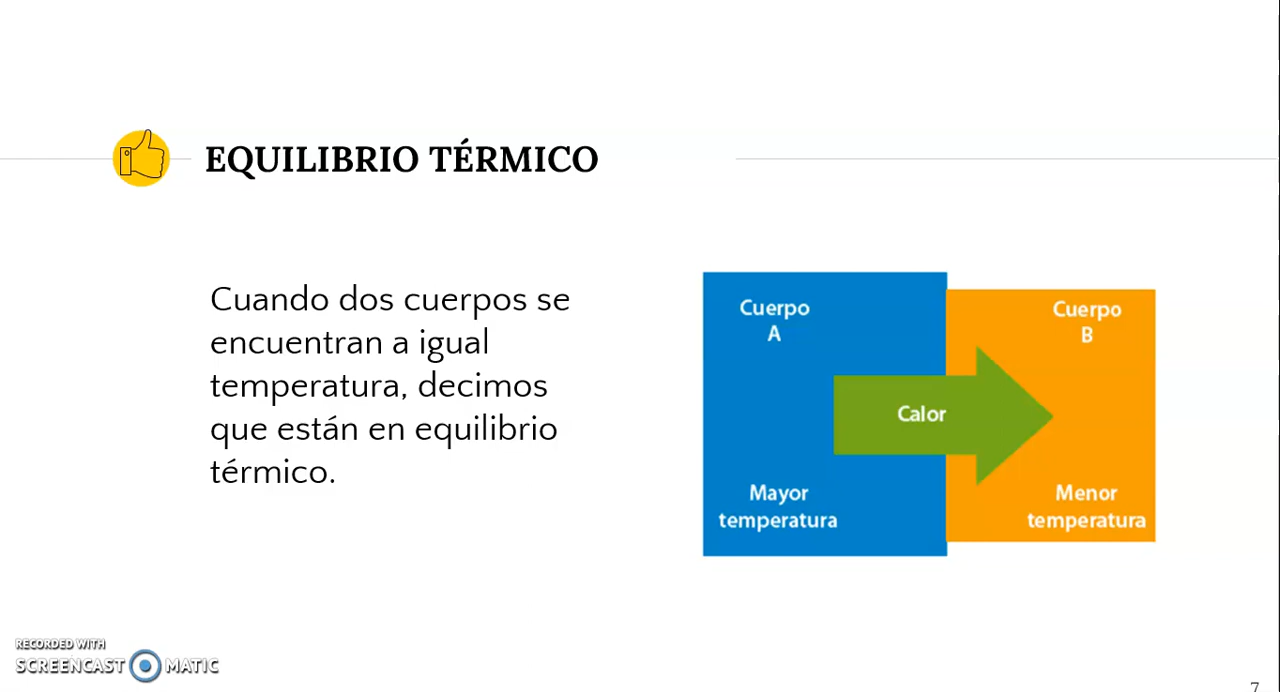 EQUILIBRIO TÉRMICO
Cuando dos cuerpos se
encuentran a igual
temperatura, decimos
que están en equilibrio
térmico.
Cuerpo
A
Calor
Mayor
temperatura
Cuerpo
B
Menor
temperatura
RECORDED WITH
SCREENCAST MATIC
7